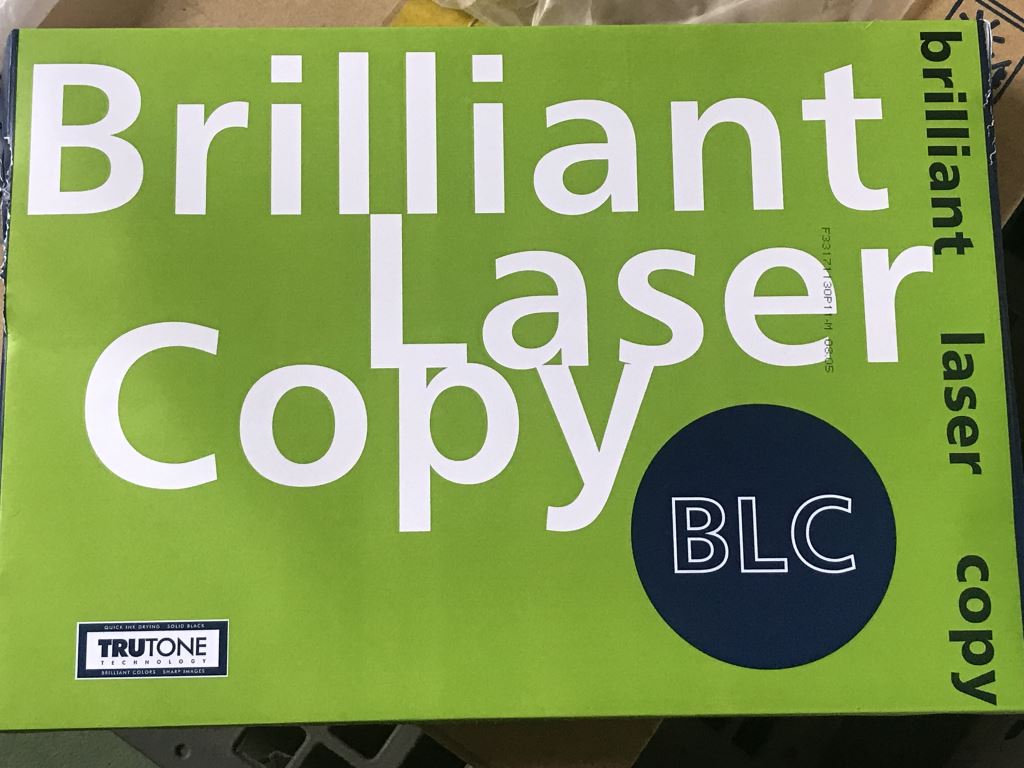 Brilliant
Laser
Copy
BLC
QUICK INK DRYING SOLID BLACK
TRUTONE
TECHNOLOGY
BRILLIANT COLORS SHARP IMAGES
brilliant laser copy